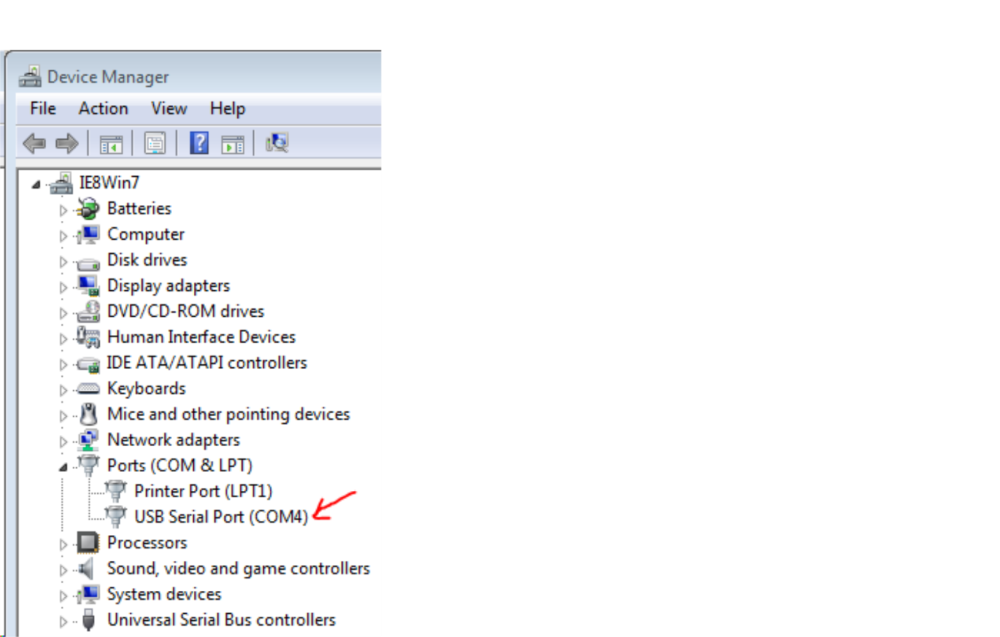 Device Manager
File Action View Help
IE8Win7
Batteries
Computer
Disk drives
Display adapters
DVD/CD-ROM drives
Human Interface Devices
IDE ATA/ATAPI controllers
Keyboards
Mice and other pointing devices
Network adapters
Ports (COM & LPT)
Printer Port (LPT1)
USB Serial Port (COM4)
Processors
Sound, video and game controllers
System devices
Universal Serial Bus controllers